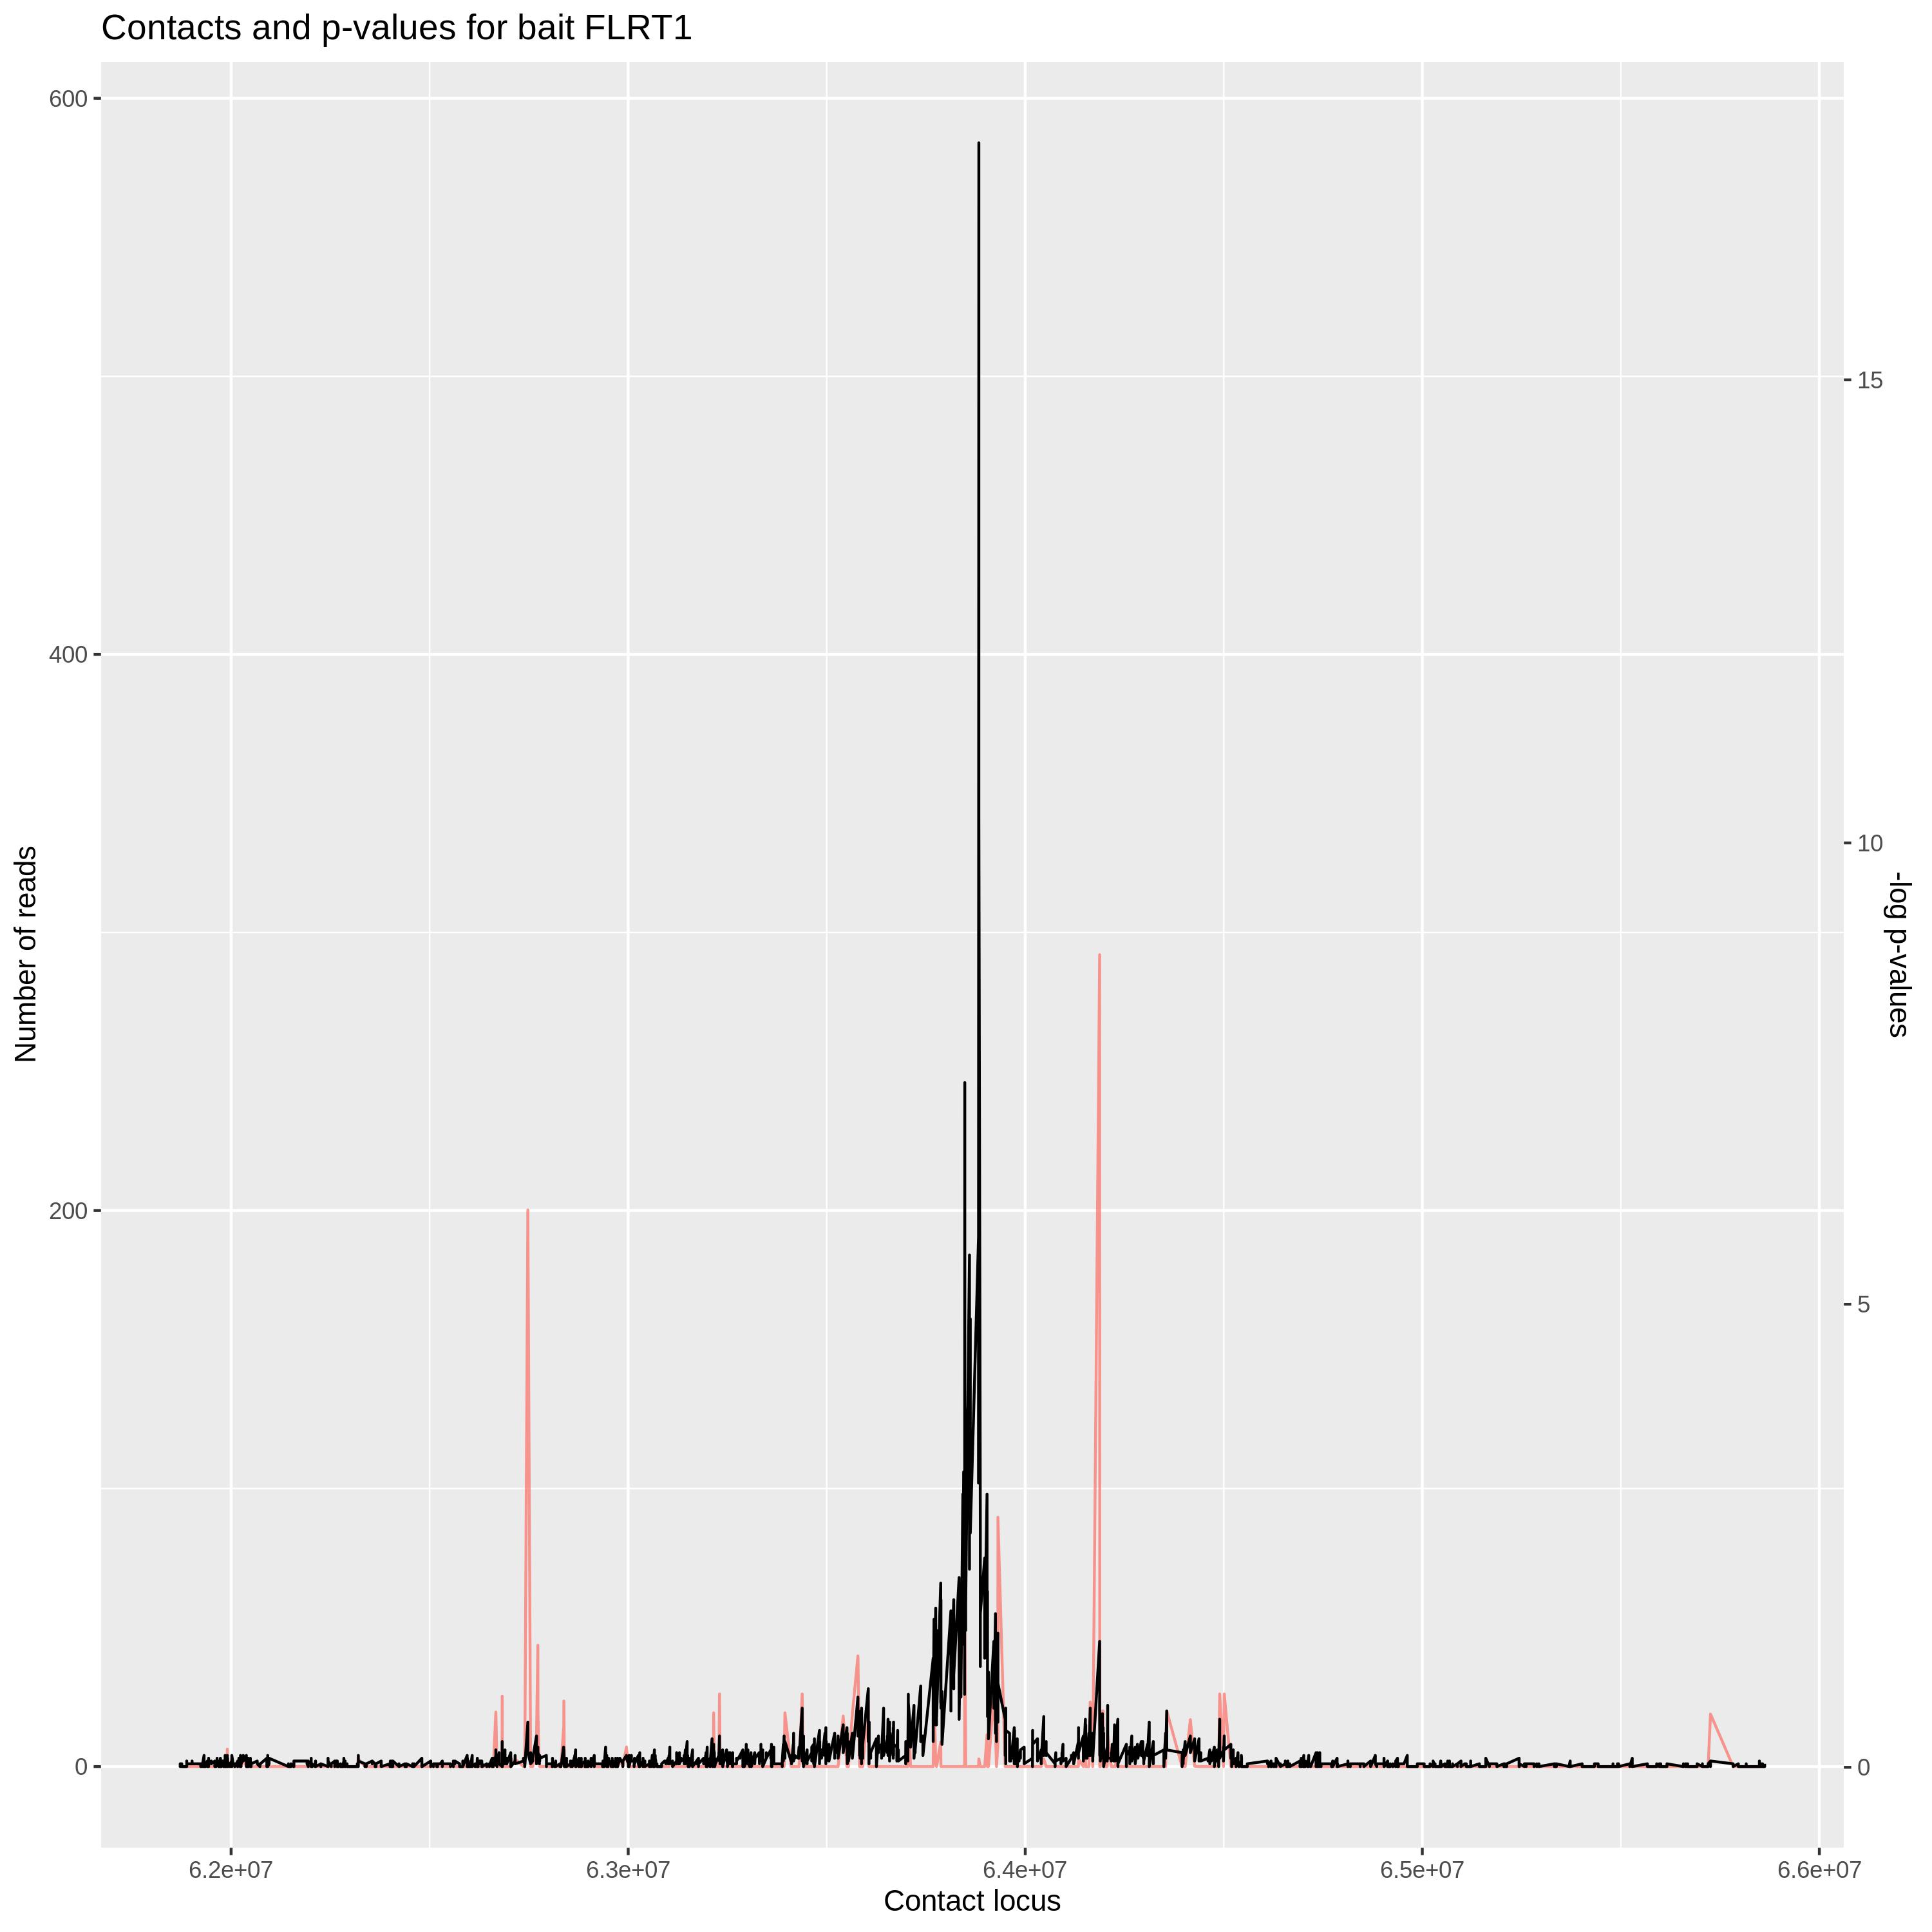 Contacts and p-values for bait FLRT1
600
400
200
0
Number of reads
15
10
5
0
-log p-values
6.2e+07
6.3e+07
6.4e+07
6.5e+07
6.6e+07
Contact locus